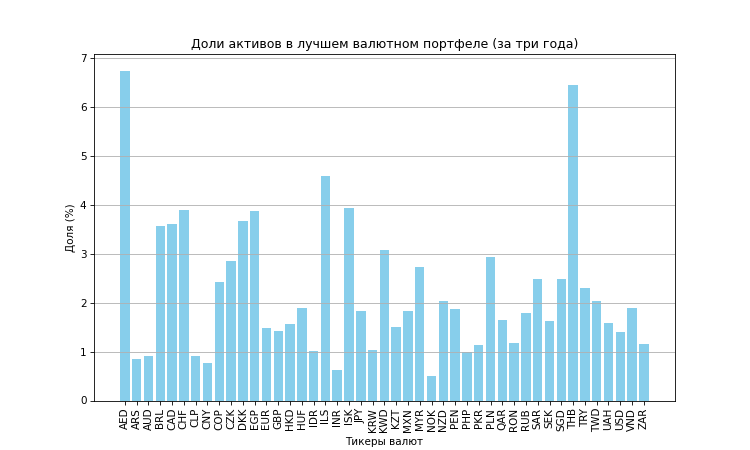 Доли активов в лучшем валютном портфеле (за три года)
Доля (%)
7
6
5
4
3
2
1
0
AED ARS AUD BRL CAD CHF CLP CNY COP CZK DKK EGP EUR GBP HKD HUF IDR ILS INR ISK JPY KRW KWD KZT MXN MYR NOK NZD PEN PHP PKR PLN QAR RON RUB SAR SEK SGD THB TRY TWD UAH USD VND ZAR
Тикеры валют